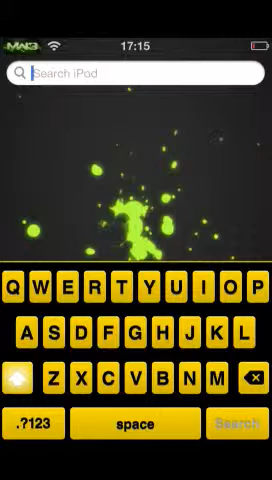 MW3 17:15
Search iPod
Q W E R T Y U I O P
A S D F G H J K L
Z X C V B N M
.?123 space Search